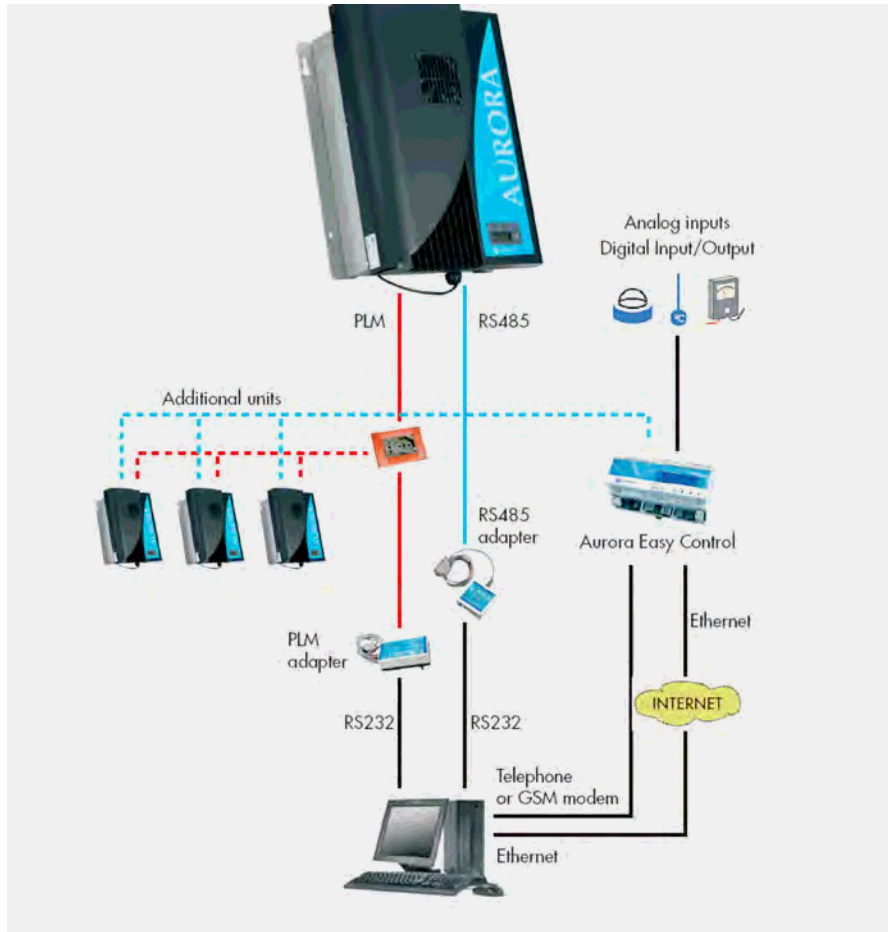 AURORA
Analog inputs
Digital Input/Output
PLM
RS485
Additional units
RS485
adapter
Aurora Easy Control
Ethernet
PLM
adapter
INTERNET
RS232
RS232
Telephone
or GSM modem
Ethernet